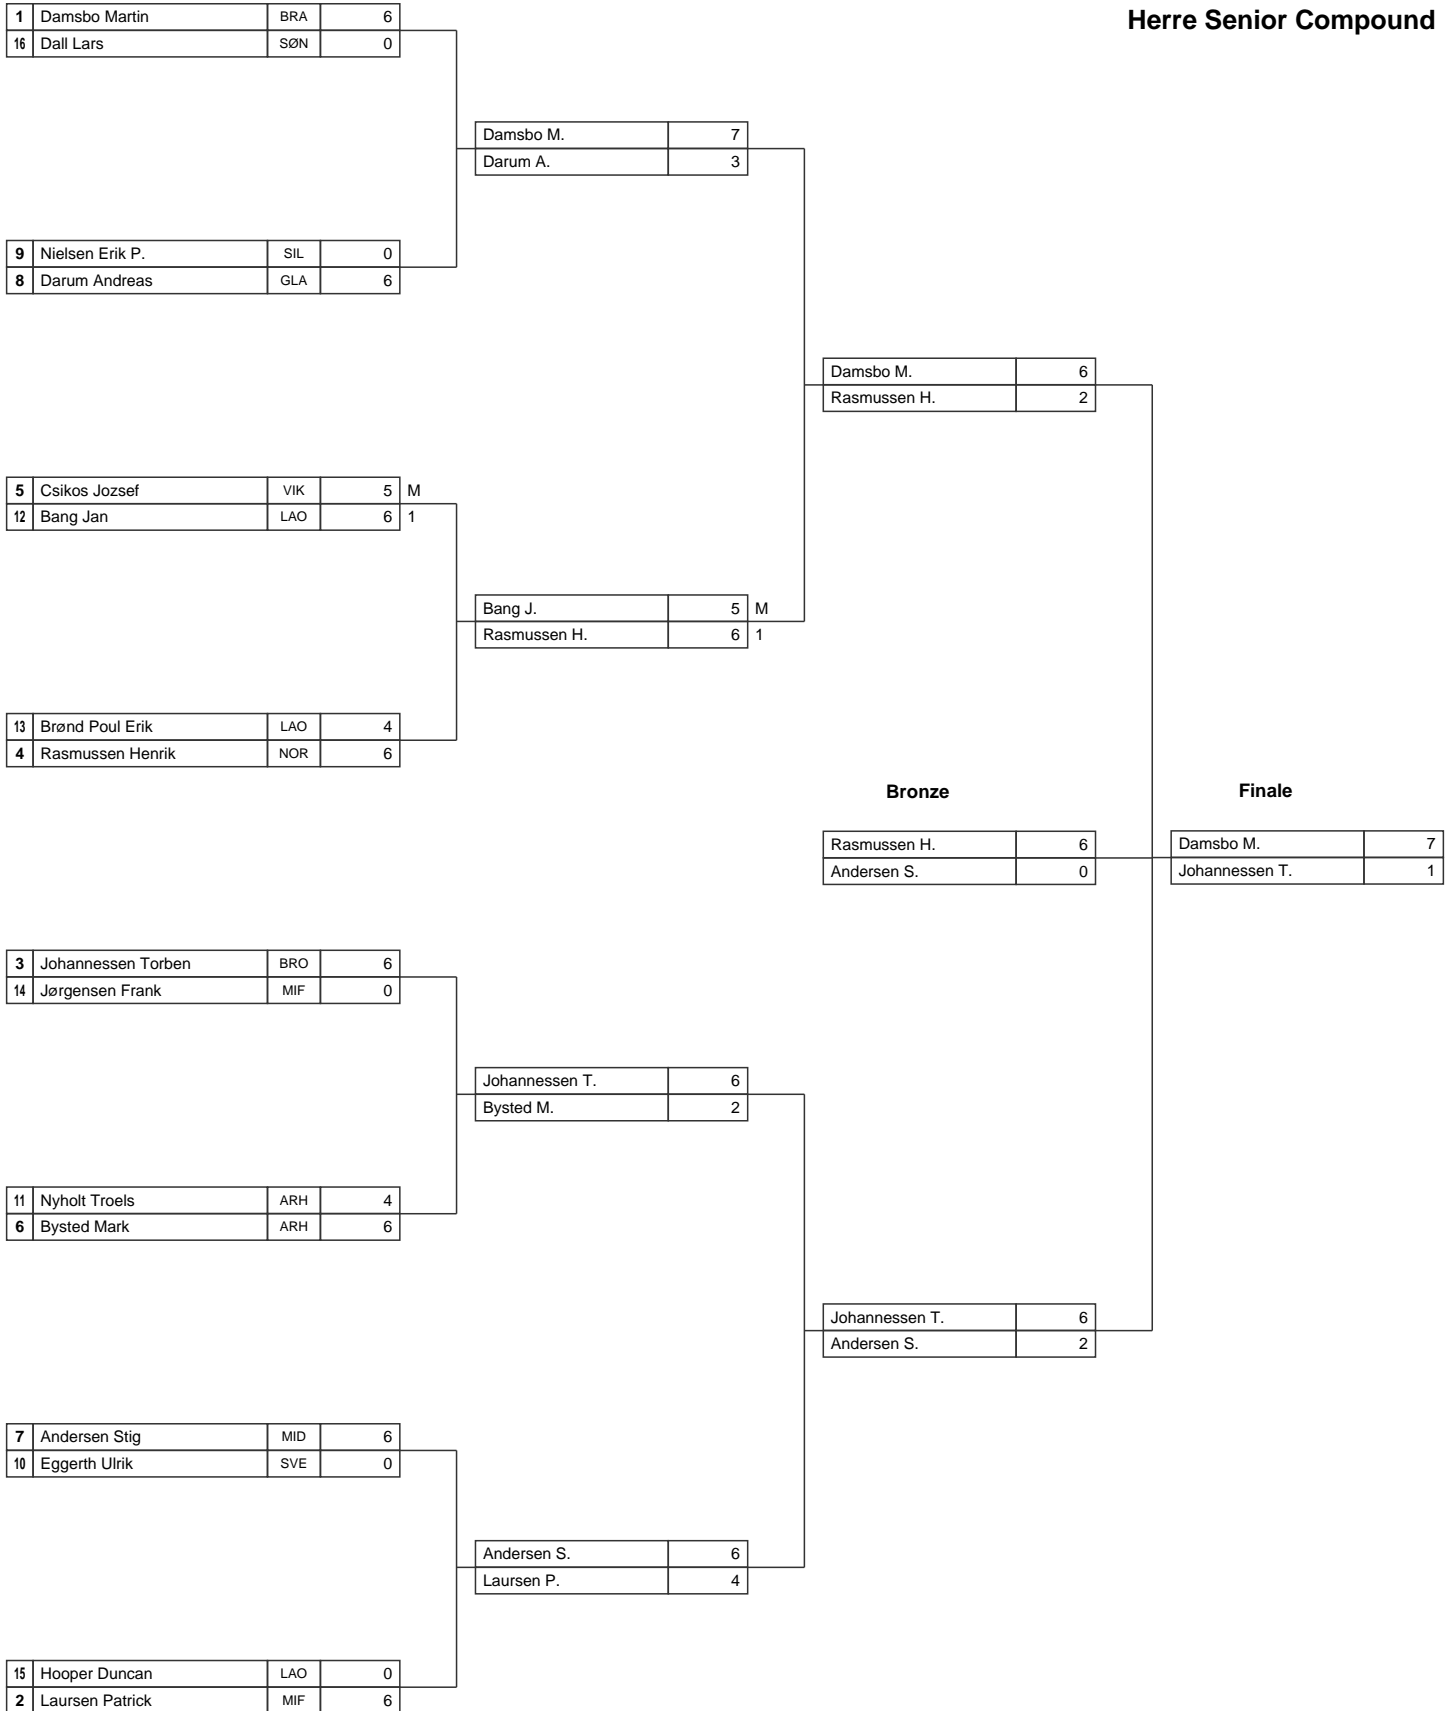 Herre Senior Compound
1 Damsbo Martin BRA 6
16 Dall Lars SØN 0
Damsbo M. 7
Darum A. 3
9 Nielsen Erik P. SIL 0
8 Darum Andreas GLA 6
Damsbo M. 6
Rasmussen H. 2
5 Csikos Jozsef VIK 5 M
12 Bang Jan LAO 6 1
Bang J. 5 M
Rasmussen H. 6 1
13 Brønd Poul Erik LAO 4
4 Rasmussen Henrik NOR 6
Bronze Finale
Rasmussen H. 6 Damsbo M. 7
Andersen S. 0 Johannessen T. 1
3 Johannessen Torben BRO 6
14 Jørgensen Frank MIF 0
Johannessen T. 6
Bysted M. 2
11 Nyholt Troels ARH 4
6 Bysted Mark ARH 6
Johannessen T. 6
Andersen S. 2
7 Andersen Stig MID 6
10 Eggerth Ulrik SVE 0
Andersen S. 6
Laursen P. 4
15 Hooper Duncan LAO 0
2 Laursen Patrick MIF 6